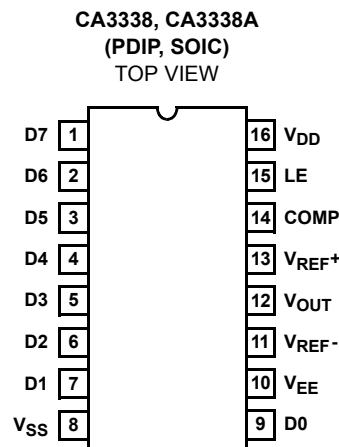 CA3338, CA3338A
(PDIP, SOIC)
TOP VIEW
D7 1 16 VDD
D6 2 15 LE
D5 3 14 COMP
D4 4 13 VREF+
D3 5 12 VOUT
D2 6 11 VREF-
D1 7 10 VEE
VSS 8 9 D0